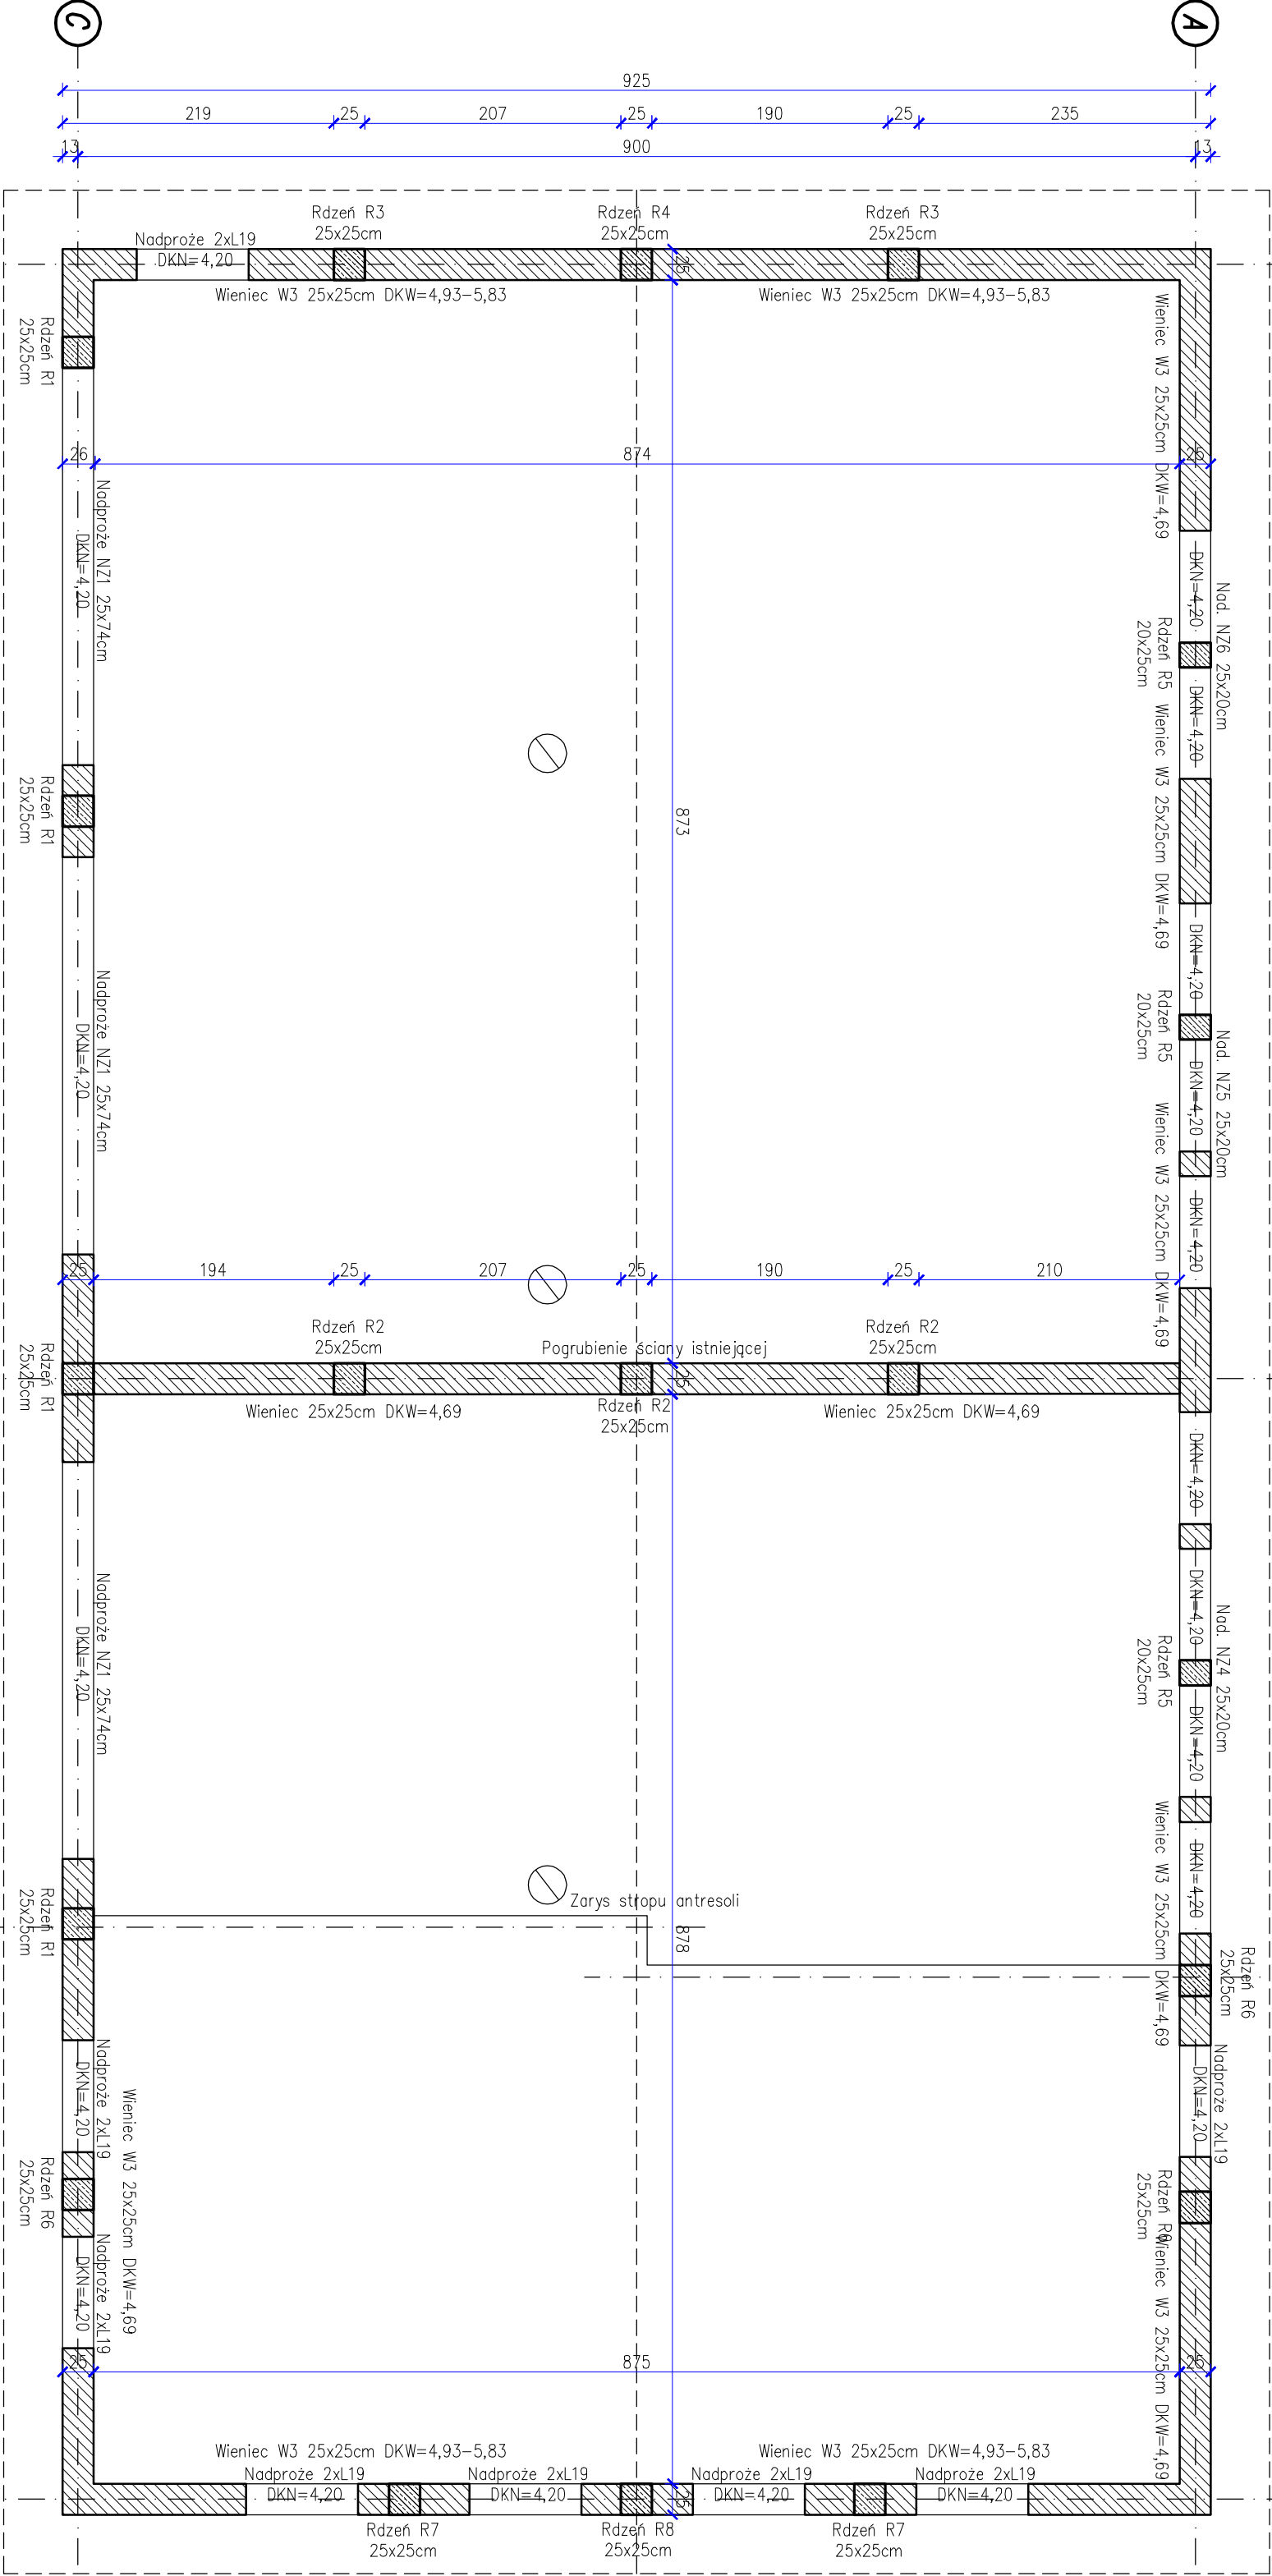 C
A
925
219
25
207
25
190
25
235
13
900
13
Rdzeń R3
25x25cm
Rdzeń R4
25x25cm
Rdzeń R3
25x25cm
Nadproże 2xL19
DKN=4,20
25
Wieniec W3 25x25cm DKW=4,93-5,83
Wieniec W3 25x25cm DKW=4,93-5,83
Rdzeń R1
25x25cm
Wieniec W3 25x25cm DKW=4,69
26
874
26
Nadproże NZ1 25x74cm
DKN=4,20
DKN=4,20
Nad. NZ6 25x20cm
Rdzeń R5
20x25cm
DKN=4,20
Wieniec W3 25x25cm DKW=4,69
Rdzeń R1
25x25cm
873
DKN=4,20
Nadproże NZ1 25x74cm
DKN=4,20
Rdzeń R5
20x25cm
Nad. NZ5 25x20cm
DKN=4,20
Wieniec W3 25x25cm DKW=4,69
DKN=4,20
25
194
25
207
25
190
25
210
Rdzeń R2
25x25cm
Pogrubienie ściany istniejącej
Rdzeń R2
25x25cm
Rdzeń R1
25x25cm
25
Wieniec 25x25cm DKW=4,69
Rdzeń R2
25x25cm
Wieniec 25x25cm DKW=4,69
DKN=4,20
Nadproże NZ1 25x74cm
DKN=4,20
DKN=4,20
Nad. NZ4 25x20cm
Rdzeń R5
20x25cm
DKN=4,20
Wieniec W3 25x25cm DKW=4,69
DKN=4,20
Zarys stropu antresoli
878
Rdzeń R1
25x25cm
Rdzeń R6
25x25cm
Nadproże 2xL19
DKN=4,20
Nadproże 2xL19
DKN=4,20
Wieniec W3 25x25cm DKW=4,69
Rdzeń R6
25x25cm
Rdzeń R6
25x25cm
Nadproże 2xL19
DKN=4,20
Wieniec W3 25x25cm DKW=4,69
25
875
25
Wieniec W3 25x25cm DKW=4,93-5,83
Wieniec W3 25x25cm DKW=4,93-5,83
Nadproże 2xL19
DKN=4,20
Nadproże 2xL19
DKN=4,20
Nadproże 2xL19
DKN=4,20
Nadproże 2xL19
DKN=4,20
25
Rdzeń R7
25x25cm
Rdzeń R8
25x25cm
Rdzeń R7
25x25cm